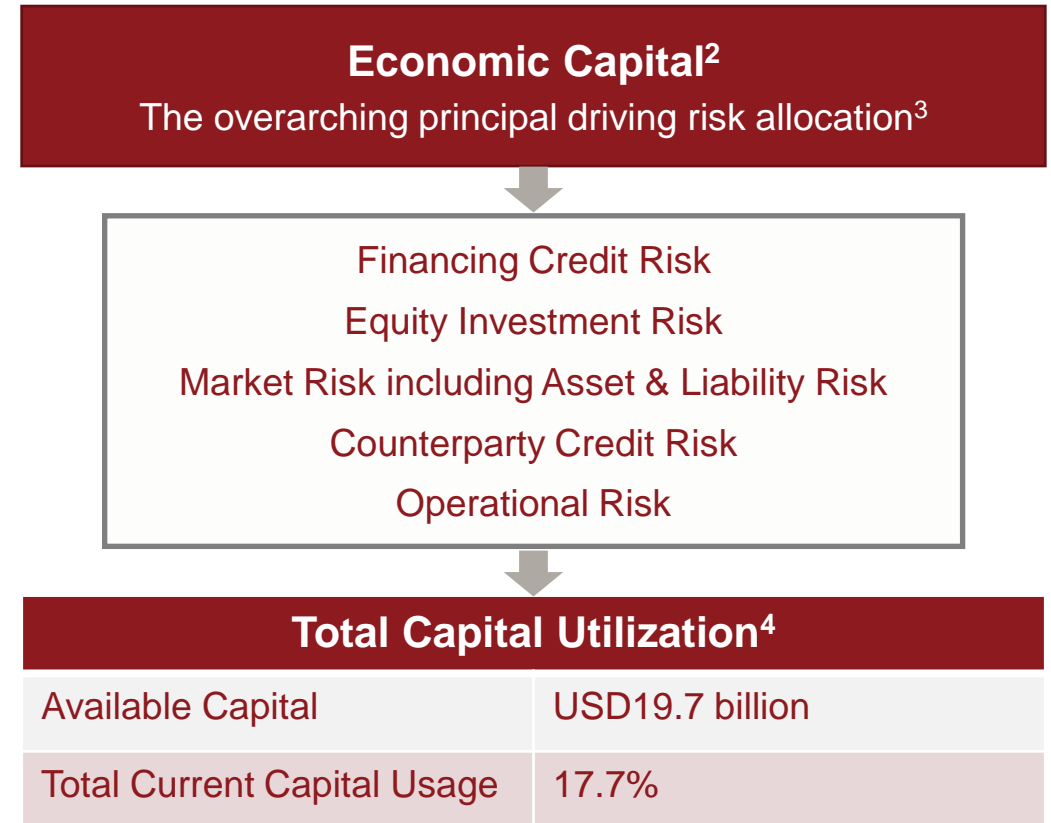 Economic Capital²
The overarching principal driving risk allocation³
Financing Credit Risk
Equity Investment Risk
Market Risk including Asset & Liability Risk
Counterparty Credit Risk
Operational Risk
Total Capital Utilization⁴
Available Capital USD19.7 billion
Total Current Capital Usage 17.7%